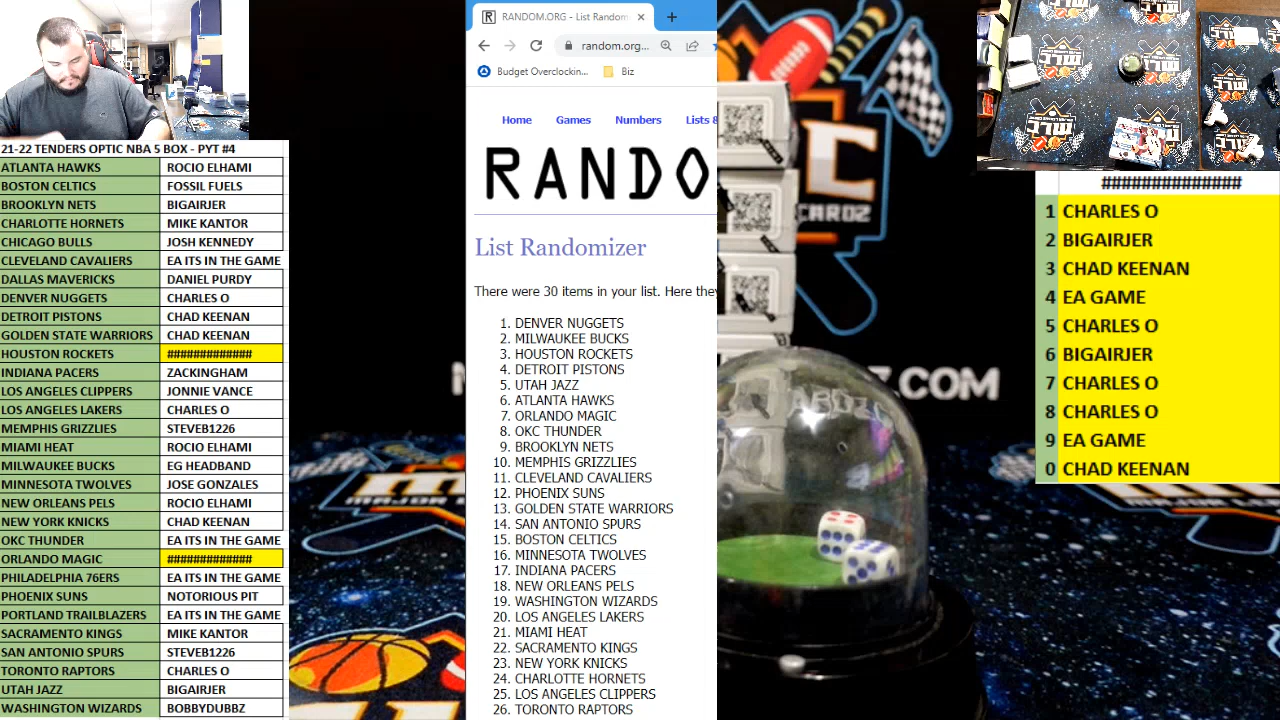 21-22 TENDERS OPTIC NBA 5 BOX - PYT #4
ATLANTA HAWKS ROCIO ELHAMI
BOSTON CELTICS FOSSIL FUELS
BROOKLYN NETS BIGAIRJER
CHARLOTTE HORNETS MIKE KANTOR
CHICAGO BULLS JOSH KENNEDY
CLEVELAND CAVALIERS EA ITS IN THE GAME
DALLAS MAVERICKS DANIEL PURDY
DENVER NUGGETS CHARLES O
DETROIT PISTONS CHAD KEENAN
GOLDEN STATE WARRIORS CHAD KEENAN
HOUSTON ROCKETS #############
INDIANA PACERS ZACKINGHAM
LOS ANGELES CLIPPERS JONNIE VANCE
LOS ANGELES LAKERS CHARLES O
MEMPHIS GRIZZLIES STEVEB1226
MIAMI HEAT ROCIO ELHAMI
MILWAUKEE BUCKS EG HEADBAND
MINNESOTA TWOLVES JOSE GONZALES
NEW ORLEANS PELS ROCIO ELHAMI
NEW YORK KNICKS CHAD KEENAN
OKC THUNDER EA ITS IN THE GAME
ORLANDO MAGIC #############
PHILADELPHIA 76ERS EA ITS IN THE GAME
PHOENIX SUNS NOTORIOUS PIT
PORTLAND TRAILBLAZERS EA ITS IN THE GAME
SACRAMENTO KINGS MIKE KANTOR
SAN ANTONIO SPURS STEVEB1226
TORONTO RAPTORS CHARLES O
UTAH JAZZ BIGAIRJER
WASHINGTON WIZARDS BOBBYDUBBZ
RANDOM.ORG - List Random
random.org...
Budget Overclockin... Biz
Home Games Numbers Lists &
RANDO
List Randomizer
There were 30 items in your list. Here they
1. DENVER NUGGETS
2. MILWAUKEE BUCKS
3. HOUSTON ROCKETS
4. DETROIT PISTONS
5. UTAH JAZZ
6. ATLANTA HAWKS
7. ORLANDO MAGIC
8. OKC THUNDER
9. BROOKLYN NETS
10. MEMPHIS GRIZZLIES
11. CLEVELAND CAVALIERS
12. PHOENIX SUNS
13. GOLDEN STATE WARRIORS
14. SAN ANTONIO SPURS
15. BOSTON CELTICS
16. MINNESOTA TWOLVES
17. INDIANA PACERS
18. NEW ORLEANS PELS
19. WASHINGTON WIZARDS
20. LOS ANGELES LAKERS
21. MIAMI HEAT
22. SACRAMENTO KINGS
23. NEW YORK KNICKS
24. CHARLOTTE HORNETS
25. LOS ANGELES CLIPPERS
26. TORONTO RAPTORS
C
CARDZ
Z.COM
##############
1 CHARLES O
2 BIGAIRJER
3 CHAD KEENAN
4 EA GAME
5 CHARLES O
6 BIGAIRJER
7 CHARLES O
8 CHARLES O
9 EA GAME
0 CHAD KEENAN